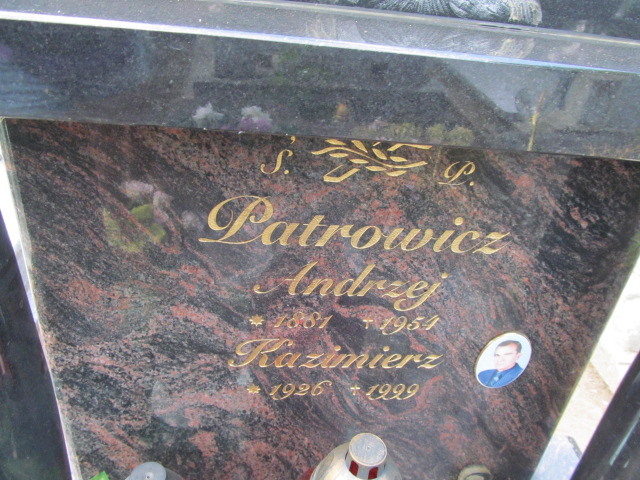 Ś. P.
Patrowicz
Andrzej
* 1881 + 1954
Kazimierz
* 1926 + 1999